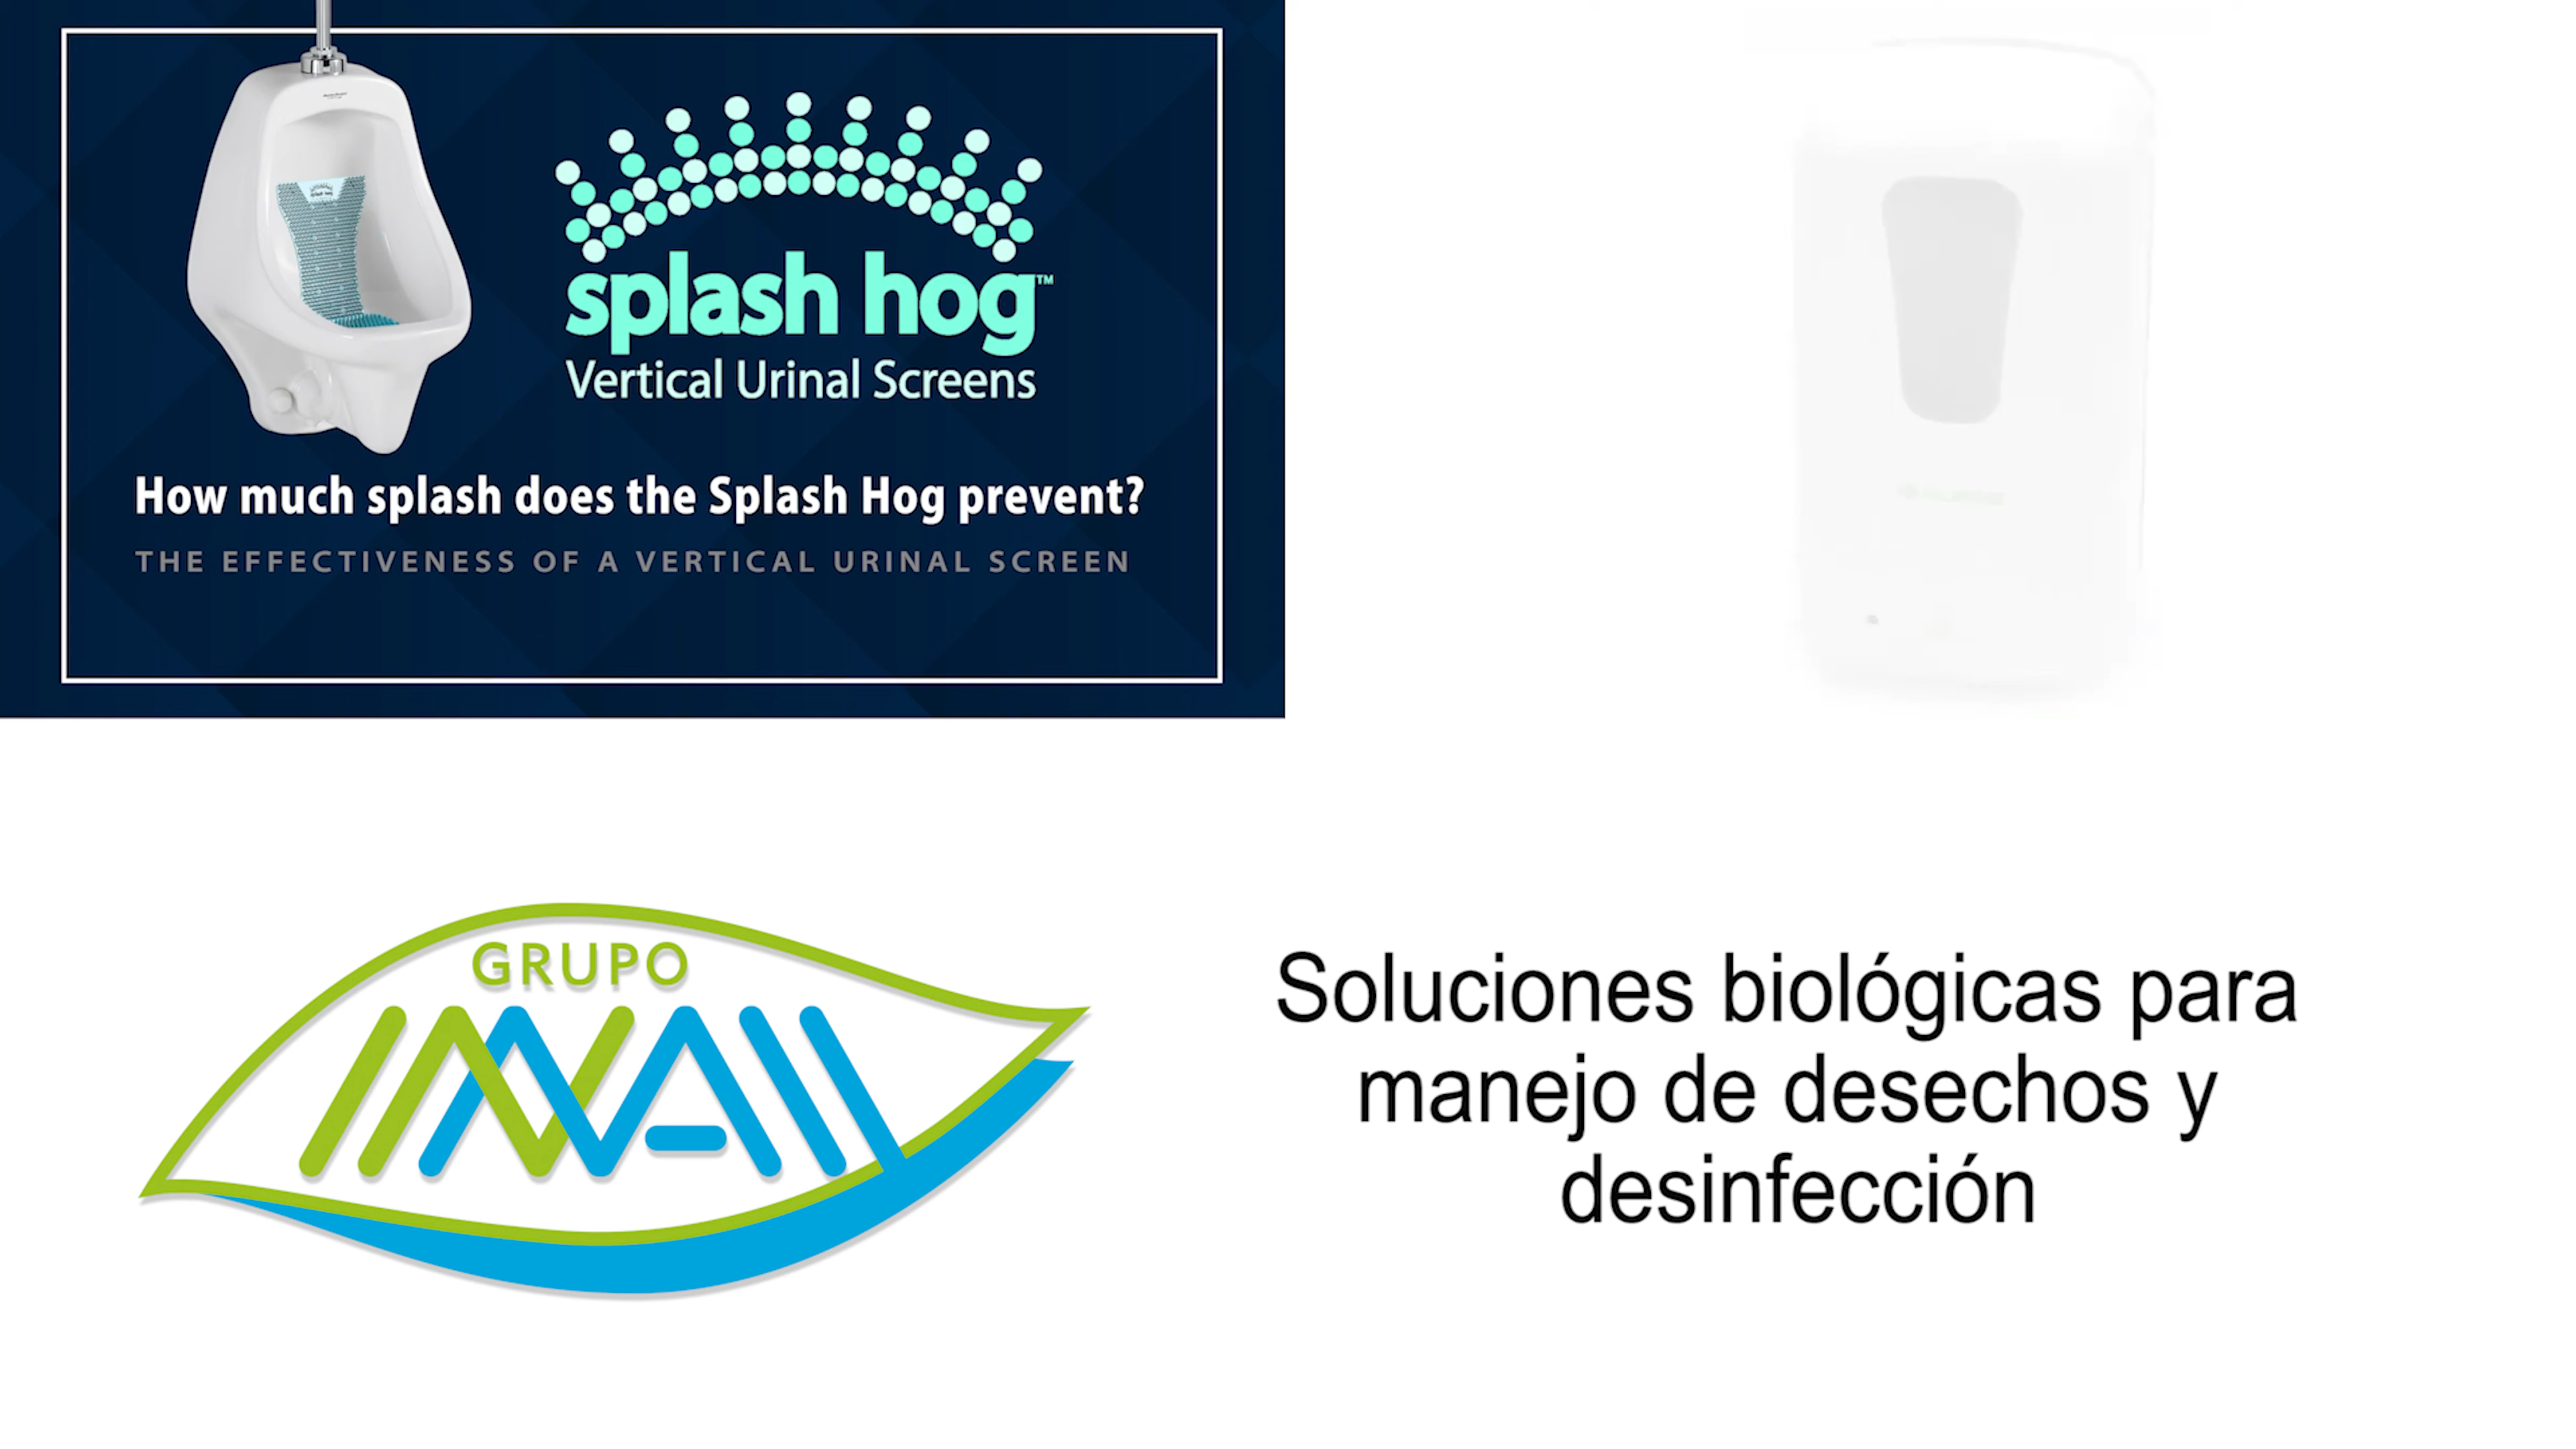 splash hog™
Vertical Urinal Screens
How much splash does the Splash Hog prevent?
THE EFFECTIVENESS OF A VERTICAL URINAL SCREEN
GRUPO
Soluciones biológicas para
manejo de desechos y
desinfección